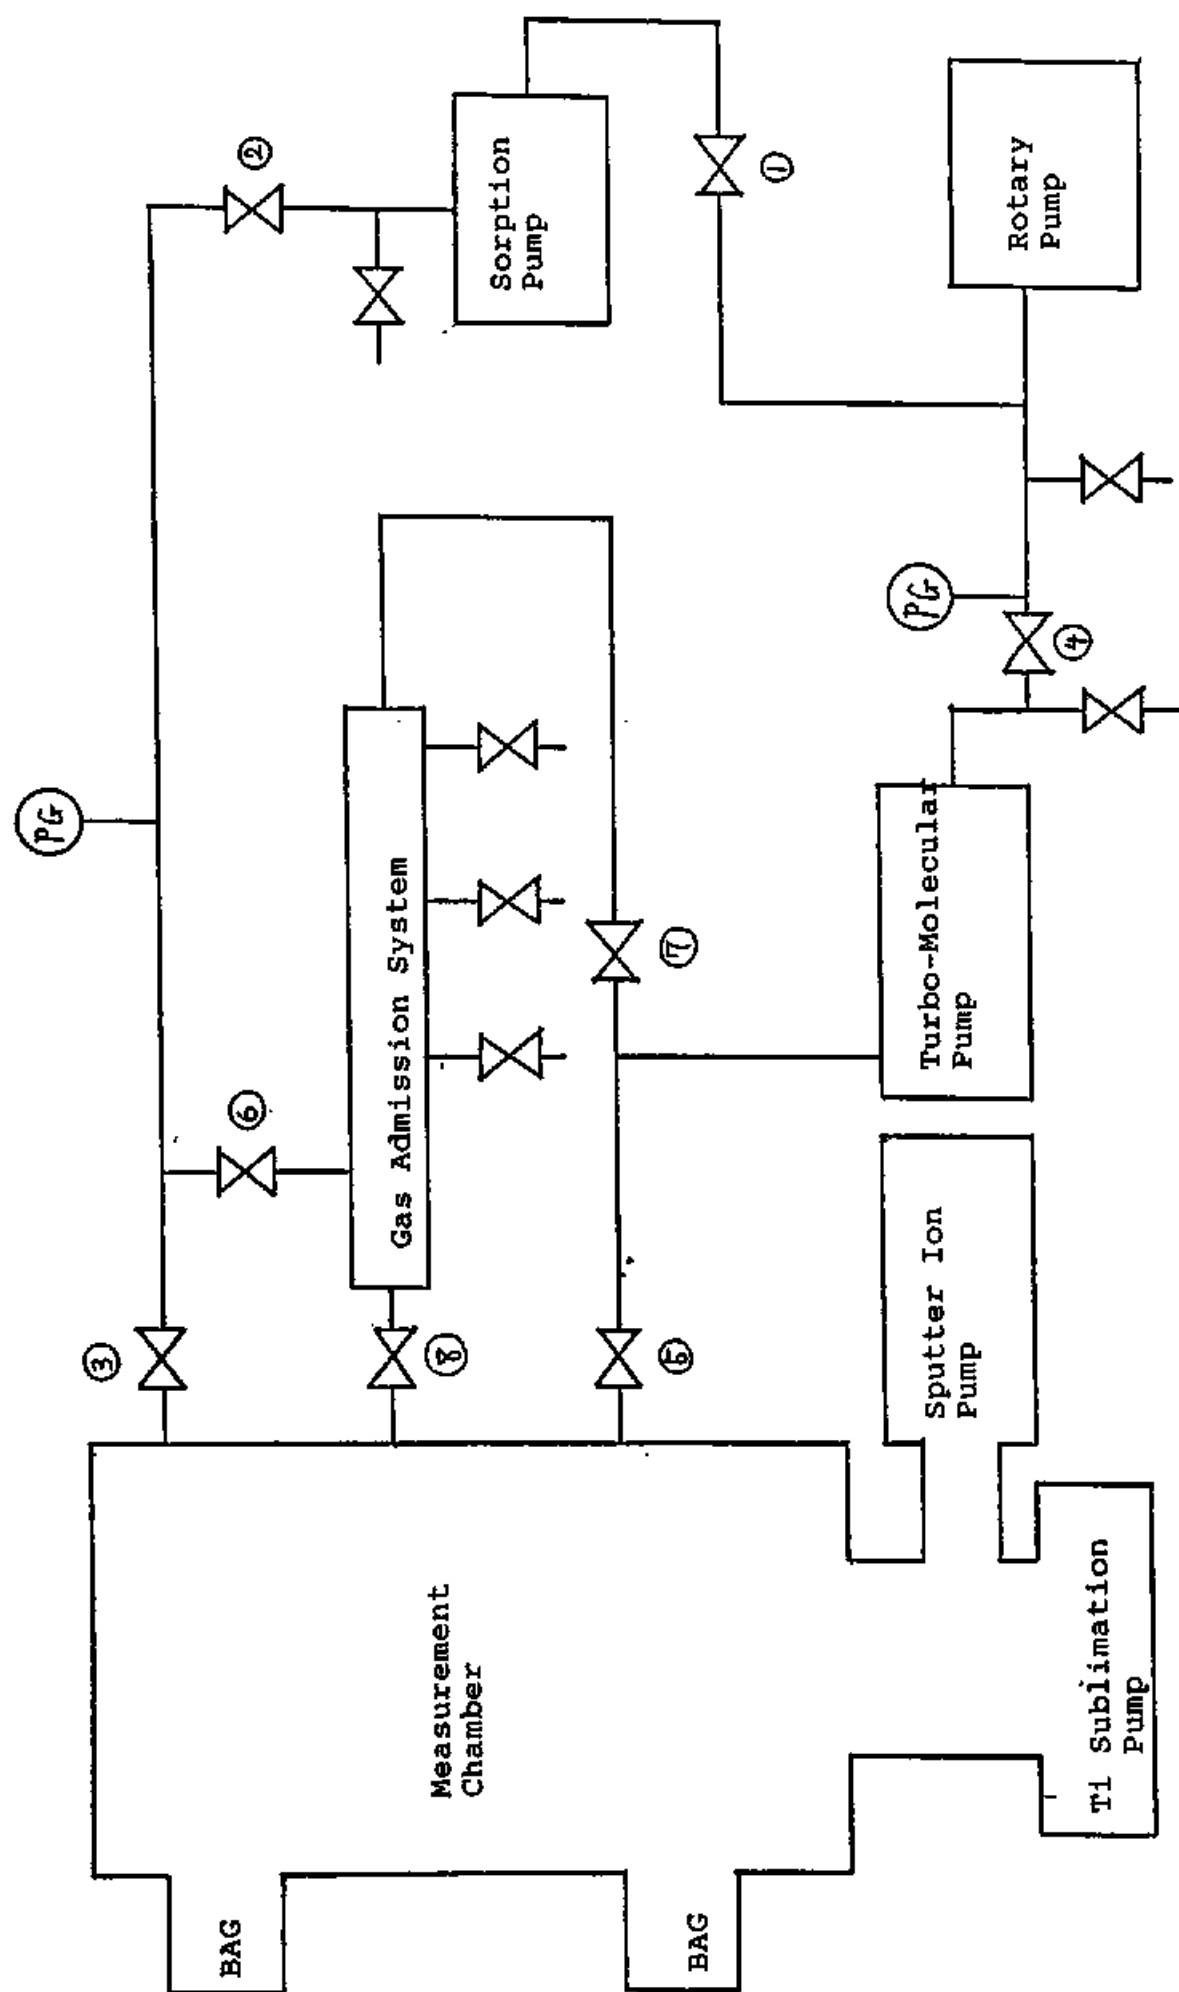 PG
③
BAG
⑥
②
Gas Admission System
Measurement
Chamber
⑧
Sorption
Pump
BAG
⑤
⑦
①
PG
Sputter Ion
Pump
Turbo-Molecular
Pump
Rotary
Pump
④
Ti Sublimation
Pump